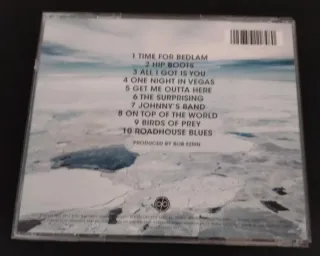 1 TIME FOR BEDLAM
2 HIP BOOTS
3 ALL I GOT IS YOU
4 ONE NIGHT IN VEGAS
5 GET ME OUTTA HERE
6 THE SURPRISING
7 JOHNNY'S BAND
8 ON TOP OF THE WORLD
9 BIRDS OF PREY
10 ROADHOUSE BLUES
PRODUCED BY BOB EZRIN